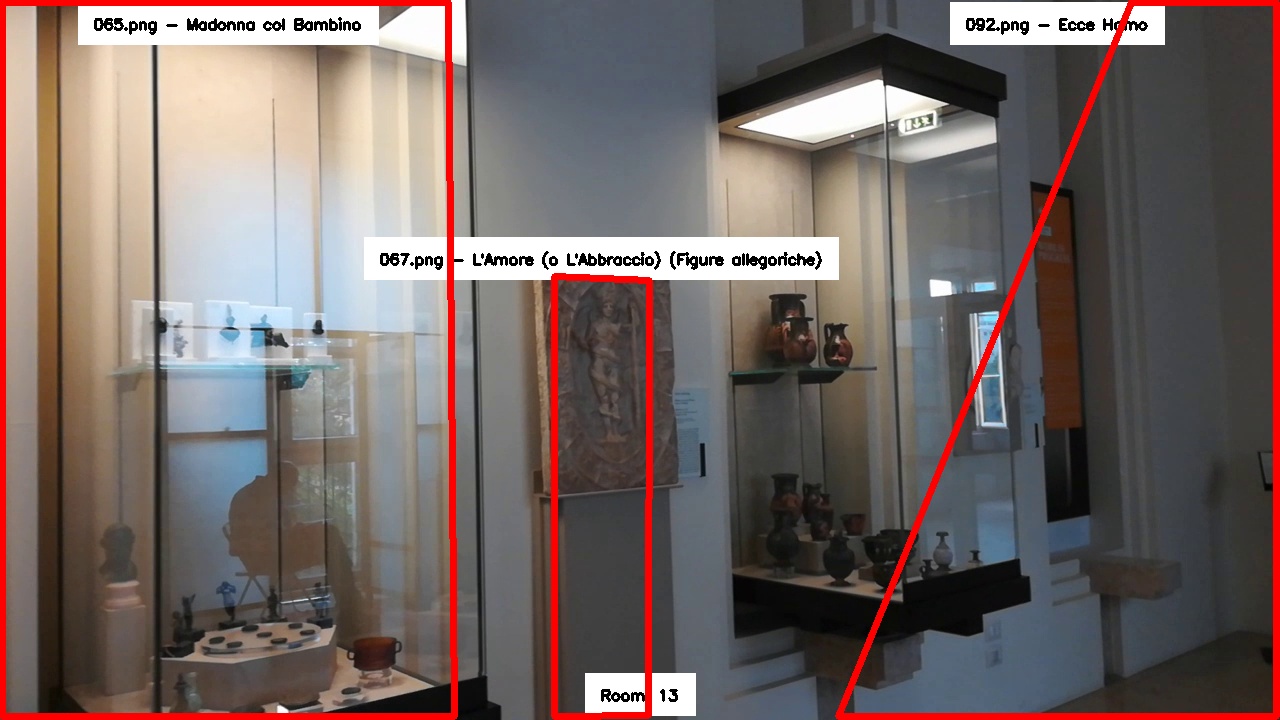 065.png - Madonna col Bambino
092.png - Ecce Homo
067.png - L'Amore (o L'Abbraccio) (Figure allegoriche)
Room 13